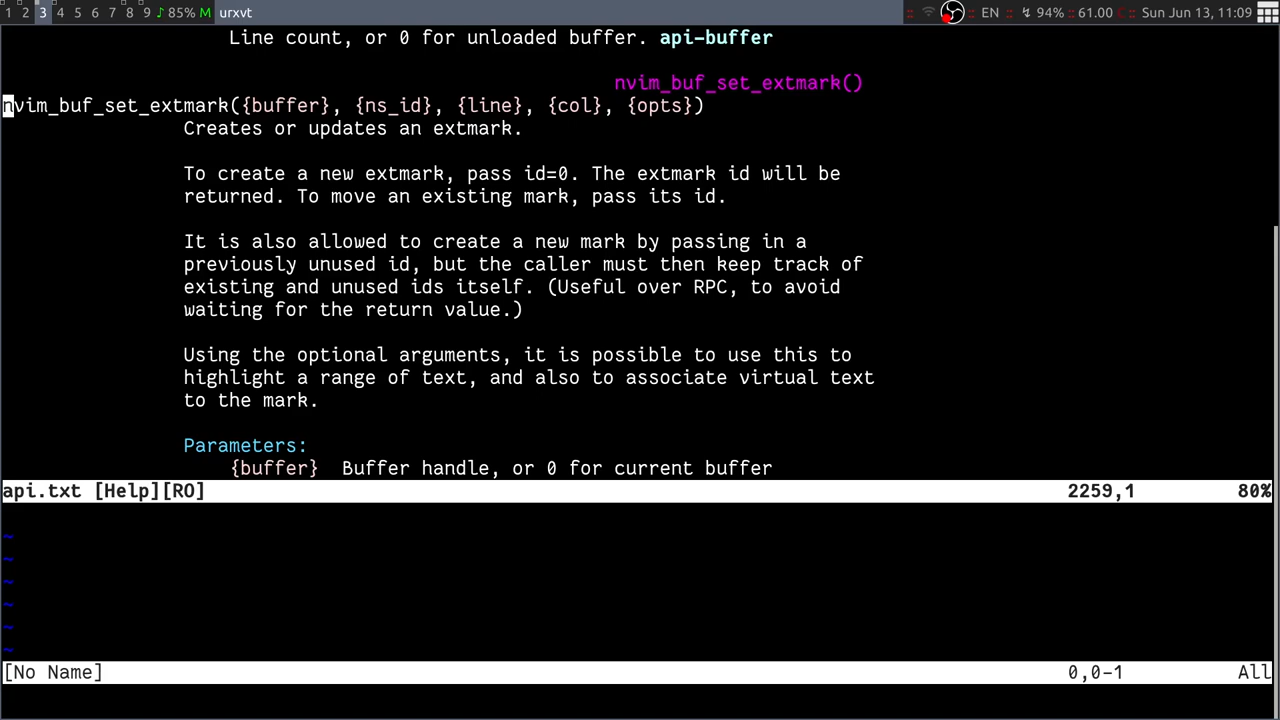 1 2 3 4 5 6 7 8 9 ♪ 85% M urxvt EN ↯ 94% :: 61.00 C :: Sun Jun 13, 11:09
Line count, or 0 for unloaded buffer. api-buffer
nvim_buf_set_extmark()
nvim_buf_set_extmark({buffer}, {ns_id}, {line}, {col}, {opts})
Creates or updates an extmark.
To create a new extmark, pass id=0. The extmark id will be
returned. To move an existing mark, pass its id.
It is also allowed to create a new mark by passing in a
previously unused id, but the caller must then keep track of
existing and unused ids itself. (Useful over RPC, to avoid
waiting for the return value.)
Using the optional arguments, it is possible to use this to
highlight a range of text, and also to associate virtual text
to the mark.
Parameters:
{buffer} Buffer handle, or 0 for current buffer
api.txt [Help][RO] 2259,1 80%
~
~
~
~
~
~
[No Name] 0,0-1 All